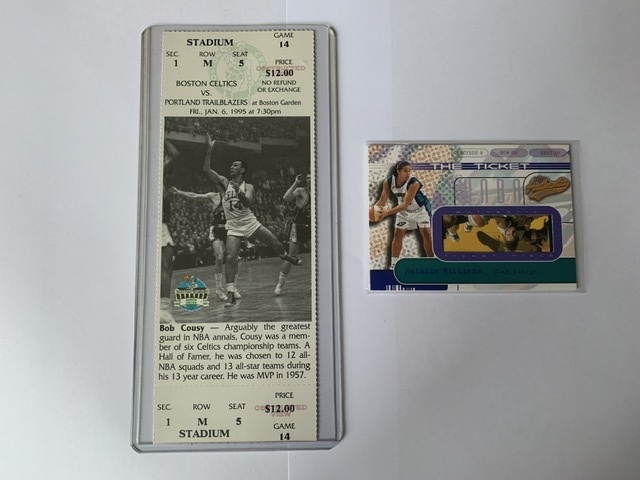 STADIUM
GAME
14
SEC. ROW SEAT
1 M 5
PRICE
$12.00
BOSTON CELTICS
VS.
PORTLAND TRAILBLAZERS at Boston Garden
FRI., JAN. 6, 1995 at 7:30pm
NO REFUND
OR EXCHANGE
Bob Cousy — Arguably the greatest
guard in NBA annals, Cousy was a mem-
ber of six Celtics championship teams. A
Hall of Famer, he was chosen to 12 all-
NBA squads and 13 all-star teams during
his 13 year career. He was MVP in 1957.
SEC. ROW SEAT
1 M 5
STADIUM
PRICE
$12.00
OBSTRUCTED
VIEW
GAME
14
THE TICKET
Natalie Williams